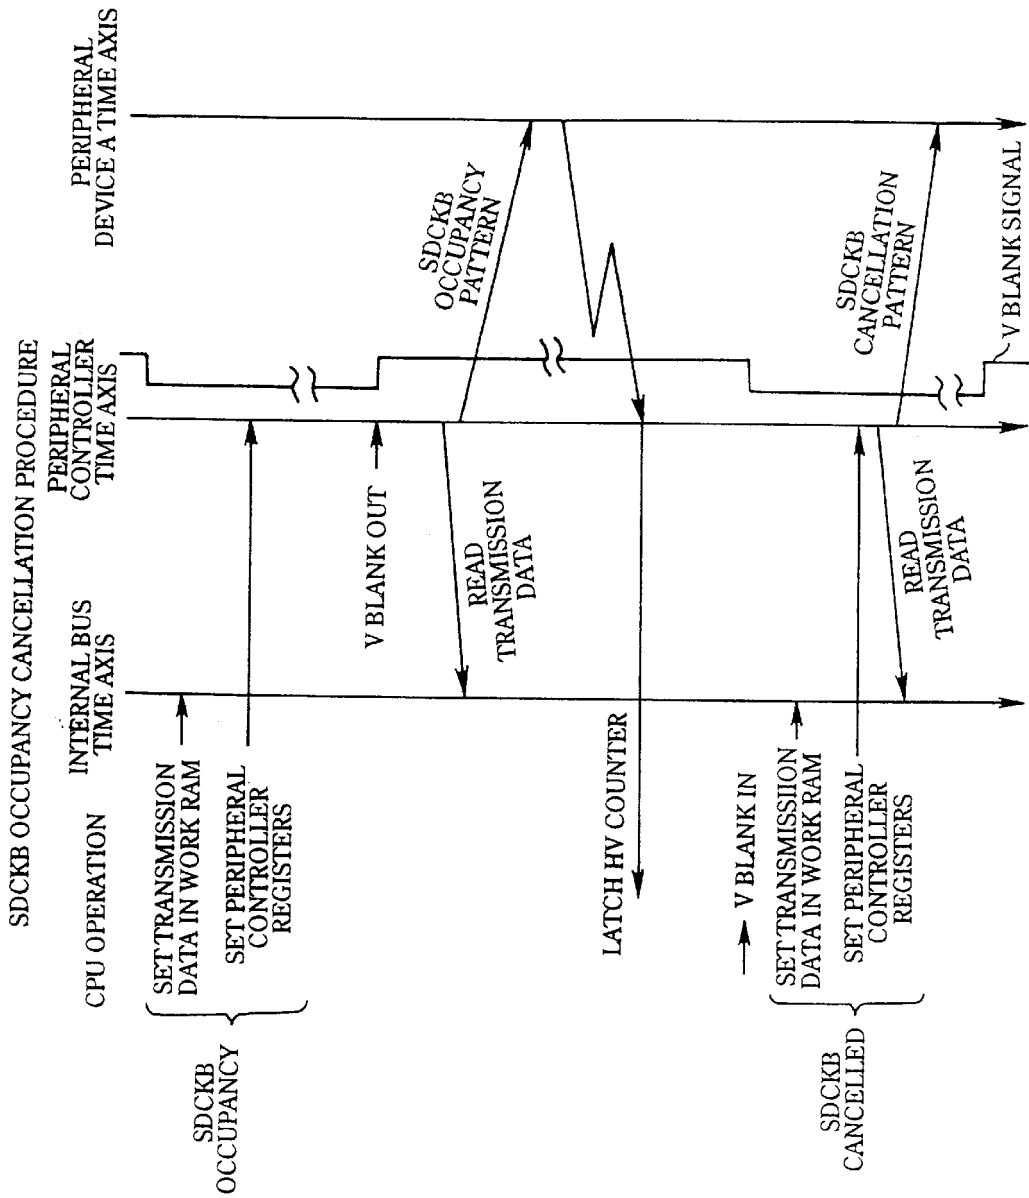 SDCKB OCCUPANCY CANCELLATION PROCEDURE
CPU OPERATION
INTERNAL BUS
TIME AXIS
PERIPHERAL
CONTROLLER
TIME AXIS
PERIPHERAL
DEVICE A TIME AXIS
SDCKB
OCCUPANCY
SET TRANSMISSIION
DATA IN WORK RAM
SET PERIPHERAL
CONTROLLER
REGISTERS
V BLANK OUT
READ
TRANSMISSION
DATA
SDCKB
OCCUPANCY
PATTERN
LATCH HV COUNTER
V BLANK IN
SDCKB
CANCELLED
SET TRANSMISSIION
DATA IN WORK RAM
SET PERIPHERAL
CONTROLLER
REGISTERS
READ
TRANSMISSION
DATA
SDCKB
CANCELLATION
PATTERN
V BLANK SIGNAL